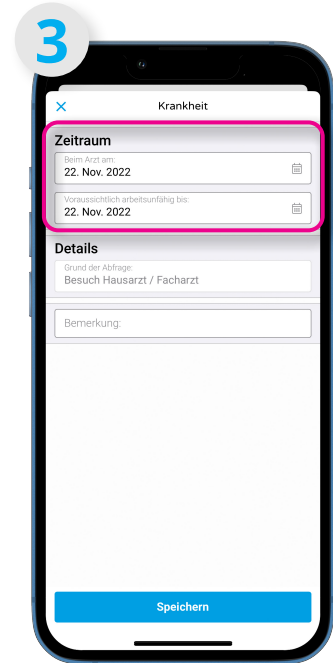 3
Krankheit
Zeitraum
Beim Arzt am:
22. Nov. 2022
Voraussichtlich arbeitsunfähig bis:
22. Nov. 2022
Details
Grund der Abfrage:
Besuch Hausarzt / Facharzt
Bemerkung:
Speichern